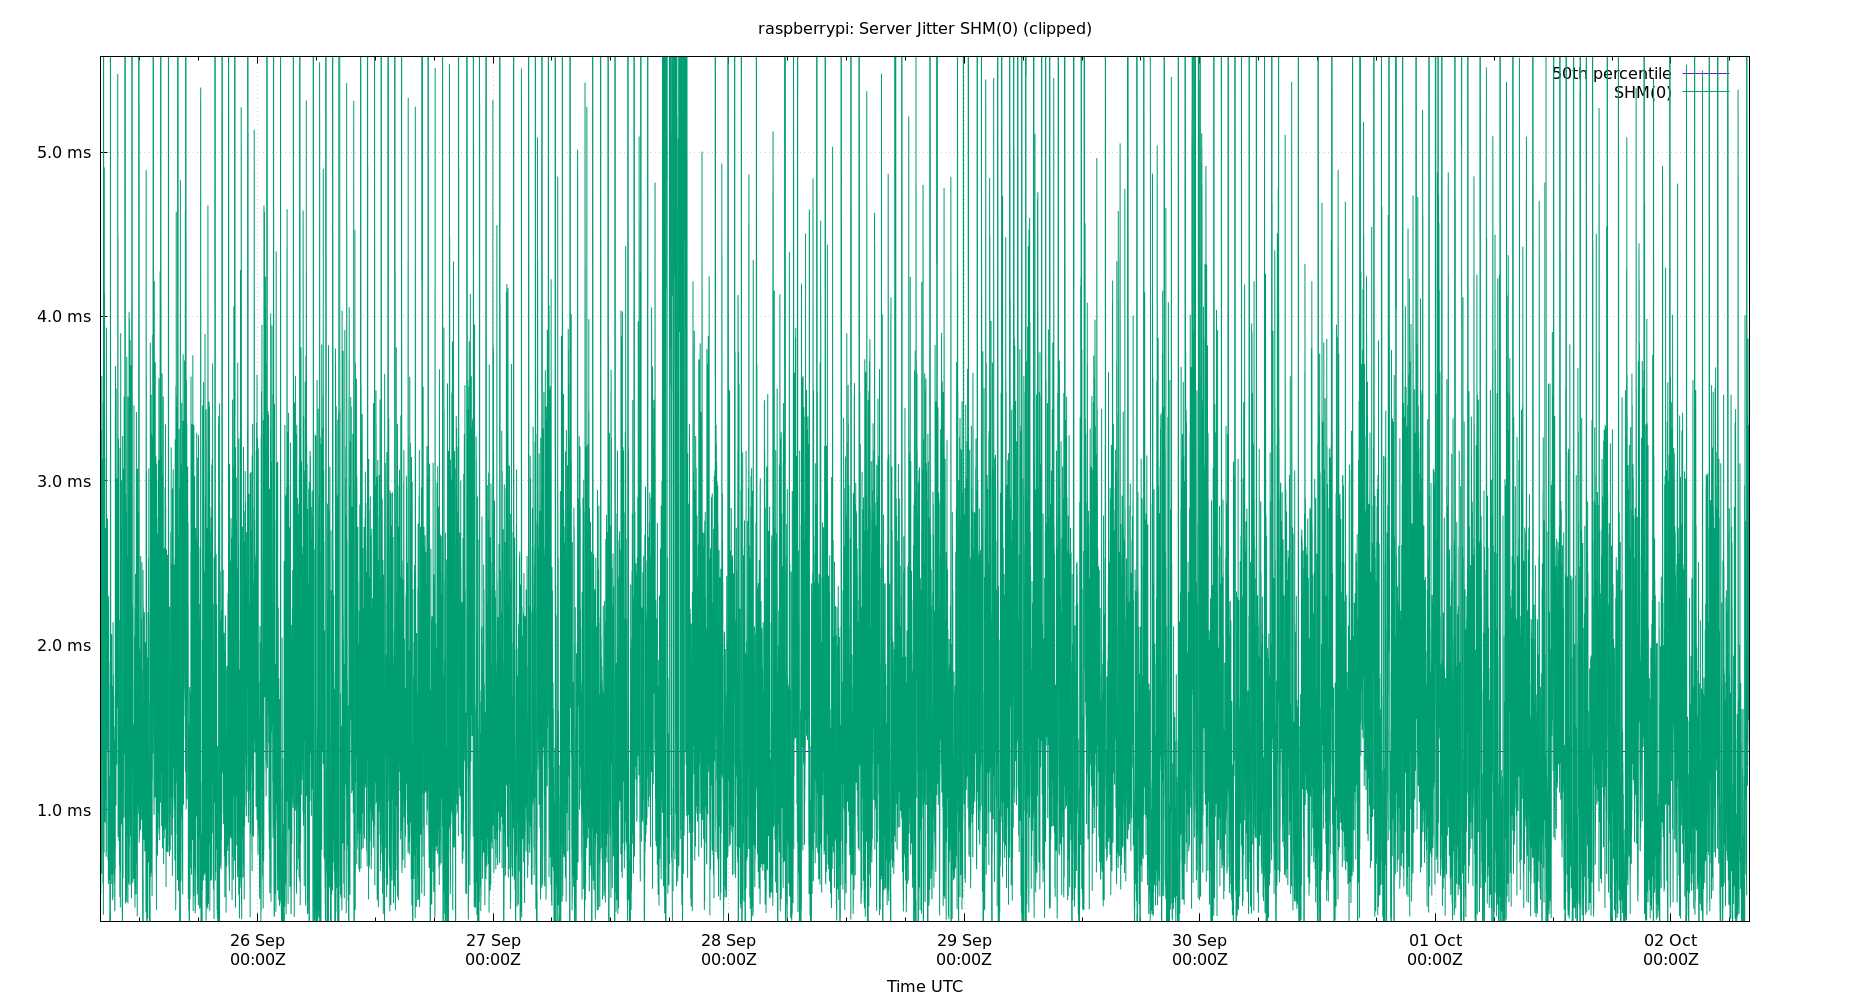 raspberrypi: Server Jitter SHM(0) (clipped)
50th percentile
SHM(0)
5.0 ms
4.0 ms
3.0 ms
2.0 ms
1.0 ms
26 Sep 27 Sep 28 Sep 29 Sep 30 Sep 01 Oct 02 Oct
00:00Z 00:00Z 00:00Z 00:00Z 00:00Z 00:00Z 00:00Z
Time UTC